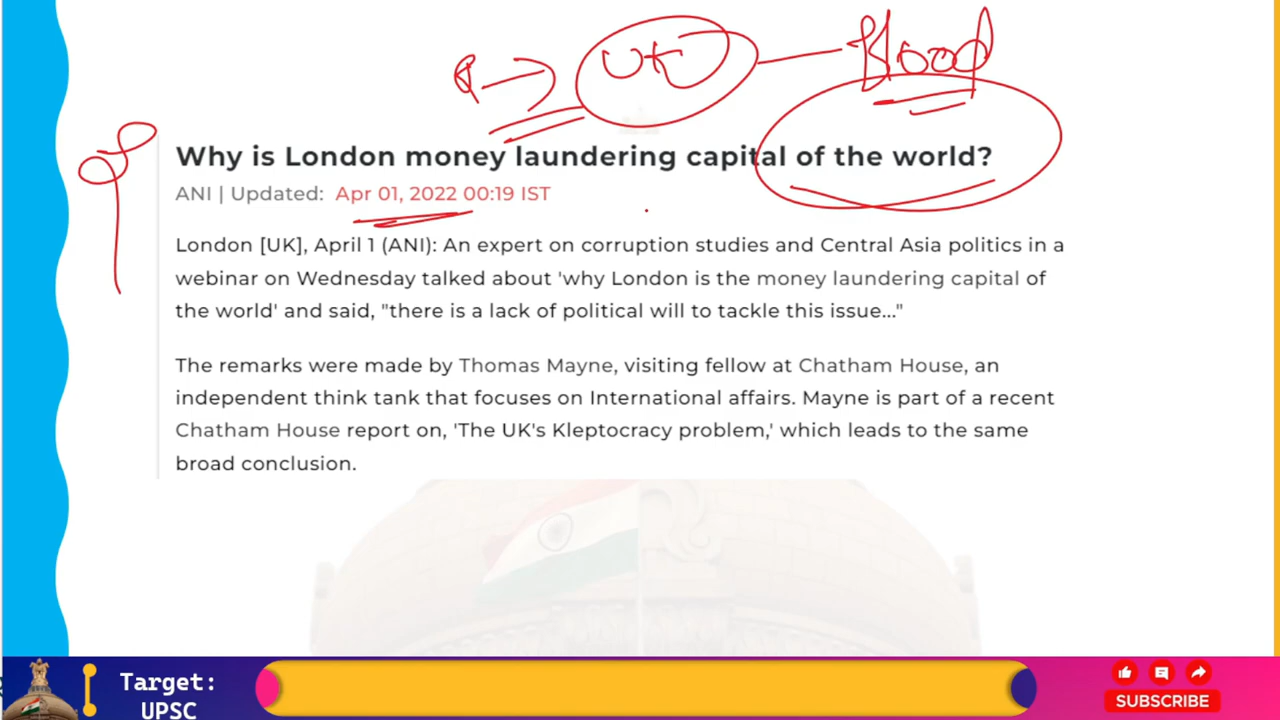 UK — Blood
Why is London money laundering capital of the world?
ANI | Updated: Apr 01, 2022 00:19 IST
London [UK], April 1 (ANI): An expert on corruption studies and Central Asia politics in a
webinar on Wednesday talked about 'why London is the money laundering capital of
the world' and said, "there is a lack of political will to tackle this issue..."
The remarks were made by Thomas Mayne, visiting fellow at Chatham House, an
independent think tank that focuses on International affairs. Mayne is part of a recent
Chatham House report on, 'The UK's Kleptocracy problem,' which leads to the same
broad conclusion.
Target:
UPSC
SUBSCRIBE